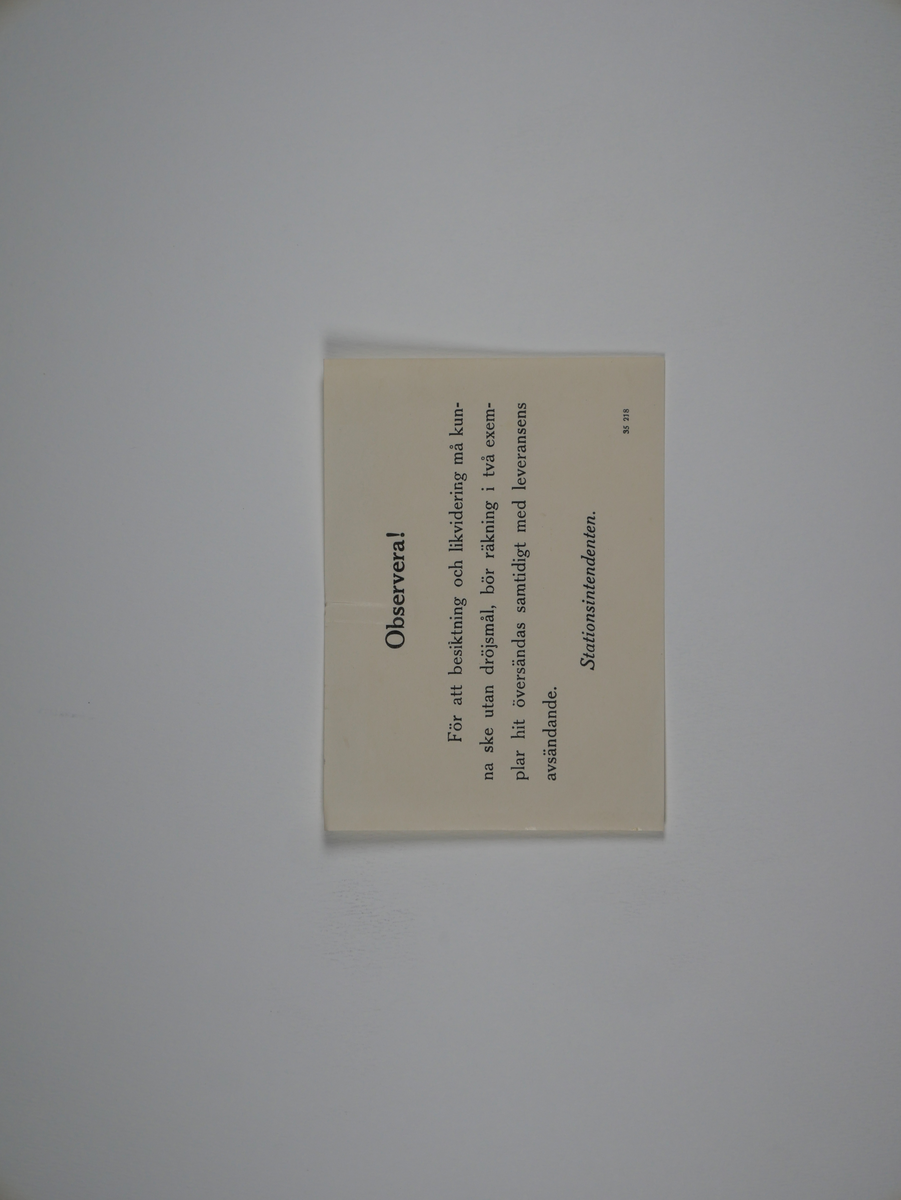 Observera!
För att besiktning och likvidering må kun-
na ske utan dröjsmål, bör räkning i två exem-
plar hit översändas samtidigt med leveransens
avsändande.
Stationsintendenten.
35 218